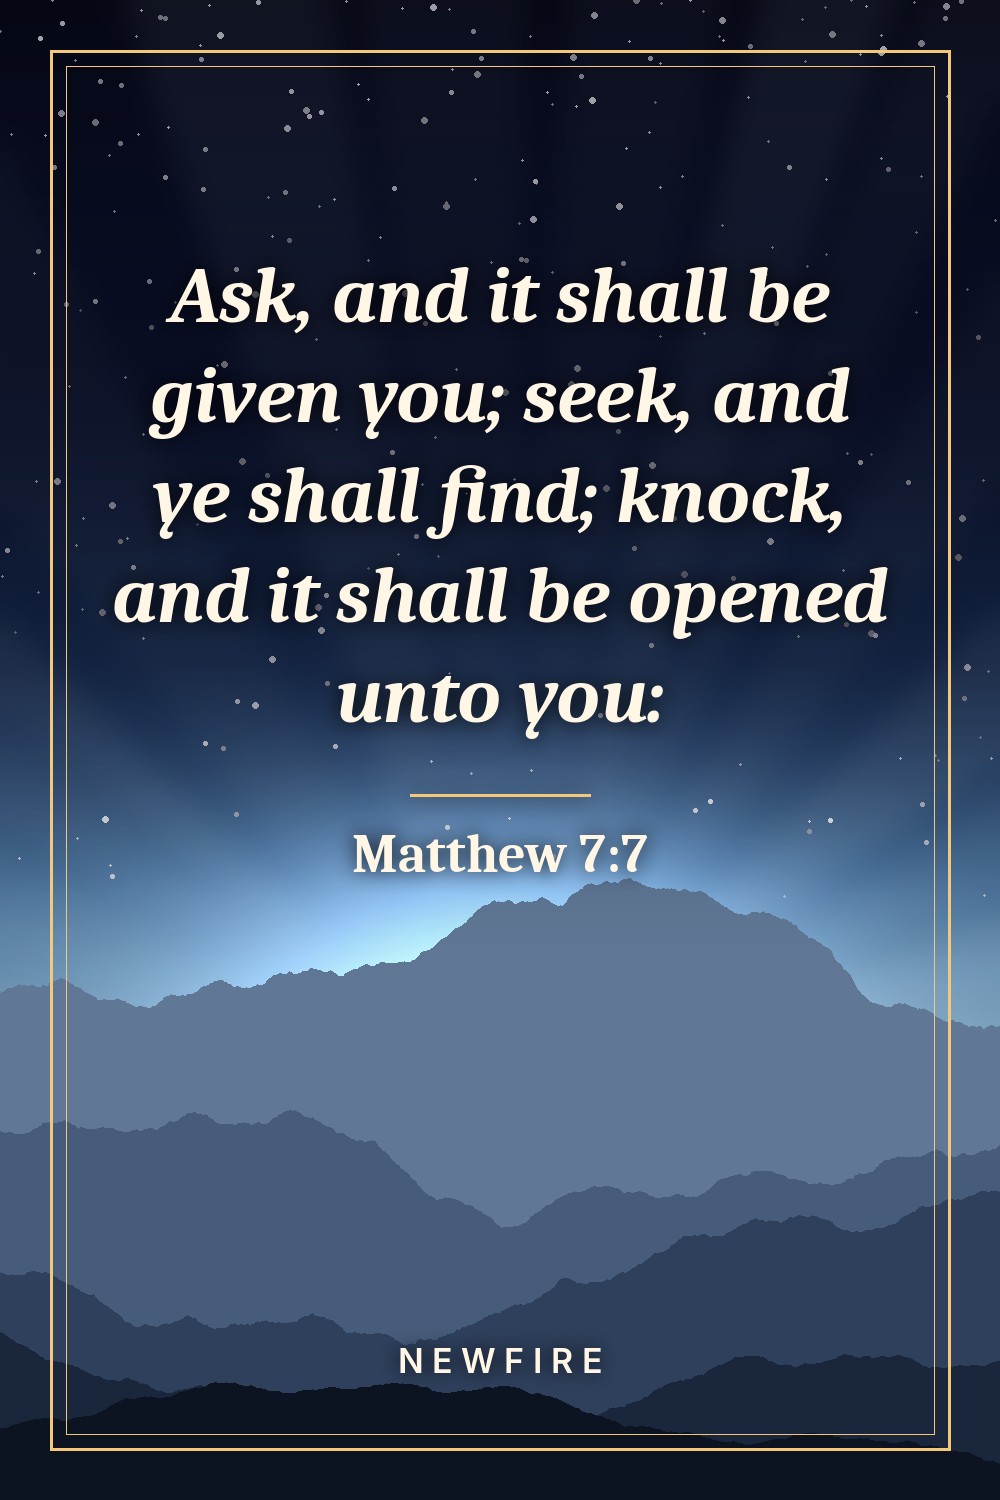 Ask, and it shall be
given you; seek, and
ye shall find; knock,
and it shall be opened
unto you:
Matthew 7:7
NEWFIRE